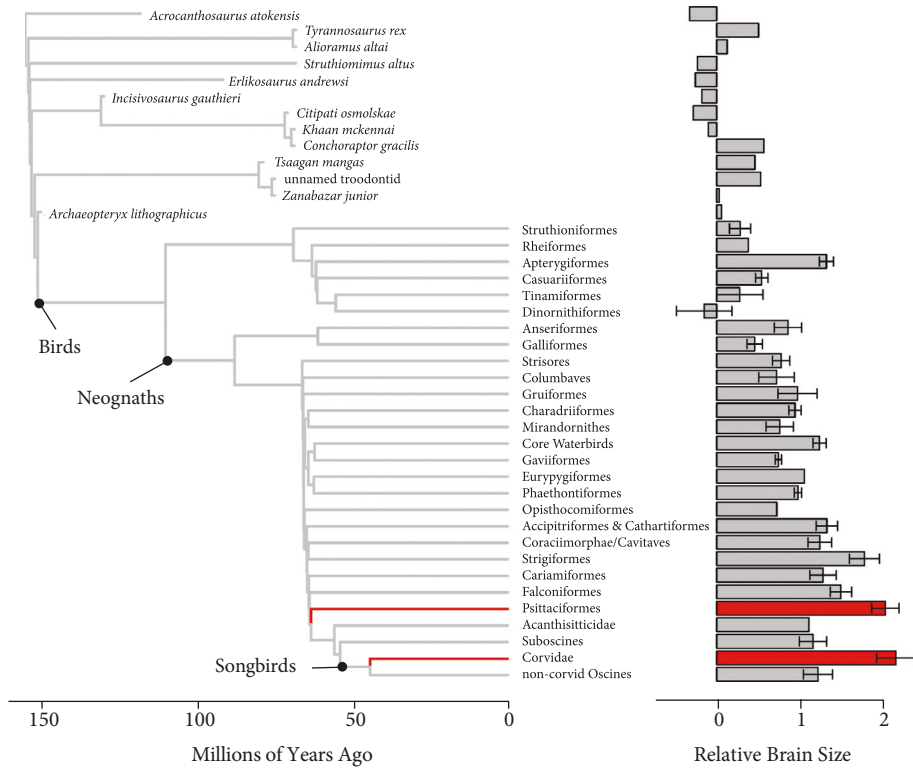 Acrocanthosaurus atokensis
Tyrannosaurus rex
Alioramus altai
Struthiomimus altus
Erlikosaurus andrewsi
Incisivosaurus gauthieri
Citipati osmolskae
Khaan mckennai
Conchoraptor gracilis
Tsaagan mangas
unnamed troodontid
Zanabazar junior
Archaeopteryx lithographicus
Struthioniformes
Rheiformes
Apterygiformes
Casuariiformes
Tinamiformes
Dinornithiformes
Birds
Anseriformes
Galliformes
Strisores
Columbaves
Neognaths
Gruiformes
Charadriiformes
Mirandornithes
Core Waterbirds
Gaviiformes
Eurypygiformes
Phaethontiformes
Opisthocomiformes
Accipitriformes & Cathartiformes
Coraciimorphae/Cavitaves
Strigiformes
Cariamiformes
Falconiformes
Psittaciformes
Acanthisitticidae
Suboscines
Songbirds
Corvidae
non-corvid Oscines
150 100 50 0
Millions of Years Ago
0 1 2
Relative Brain Size